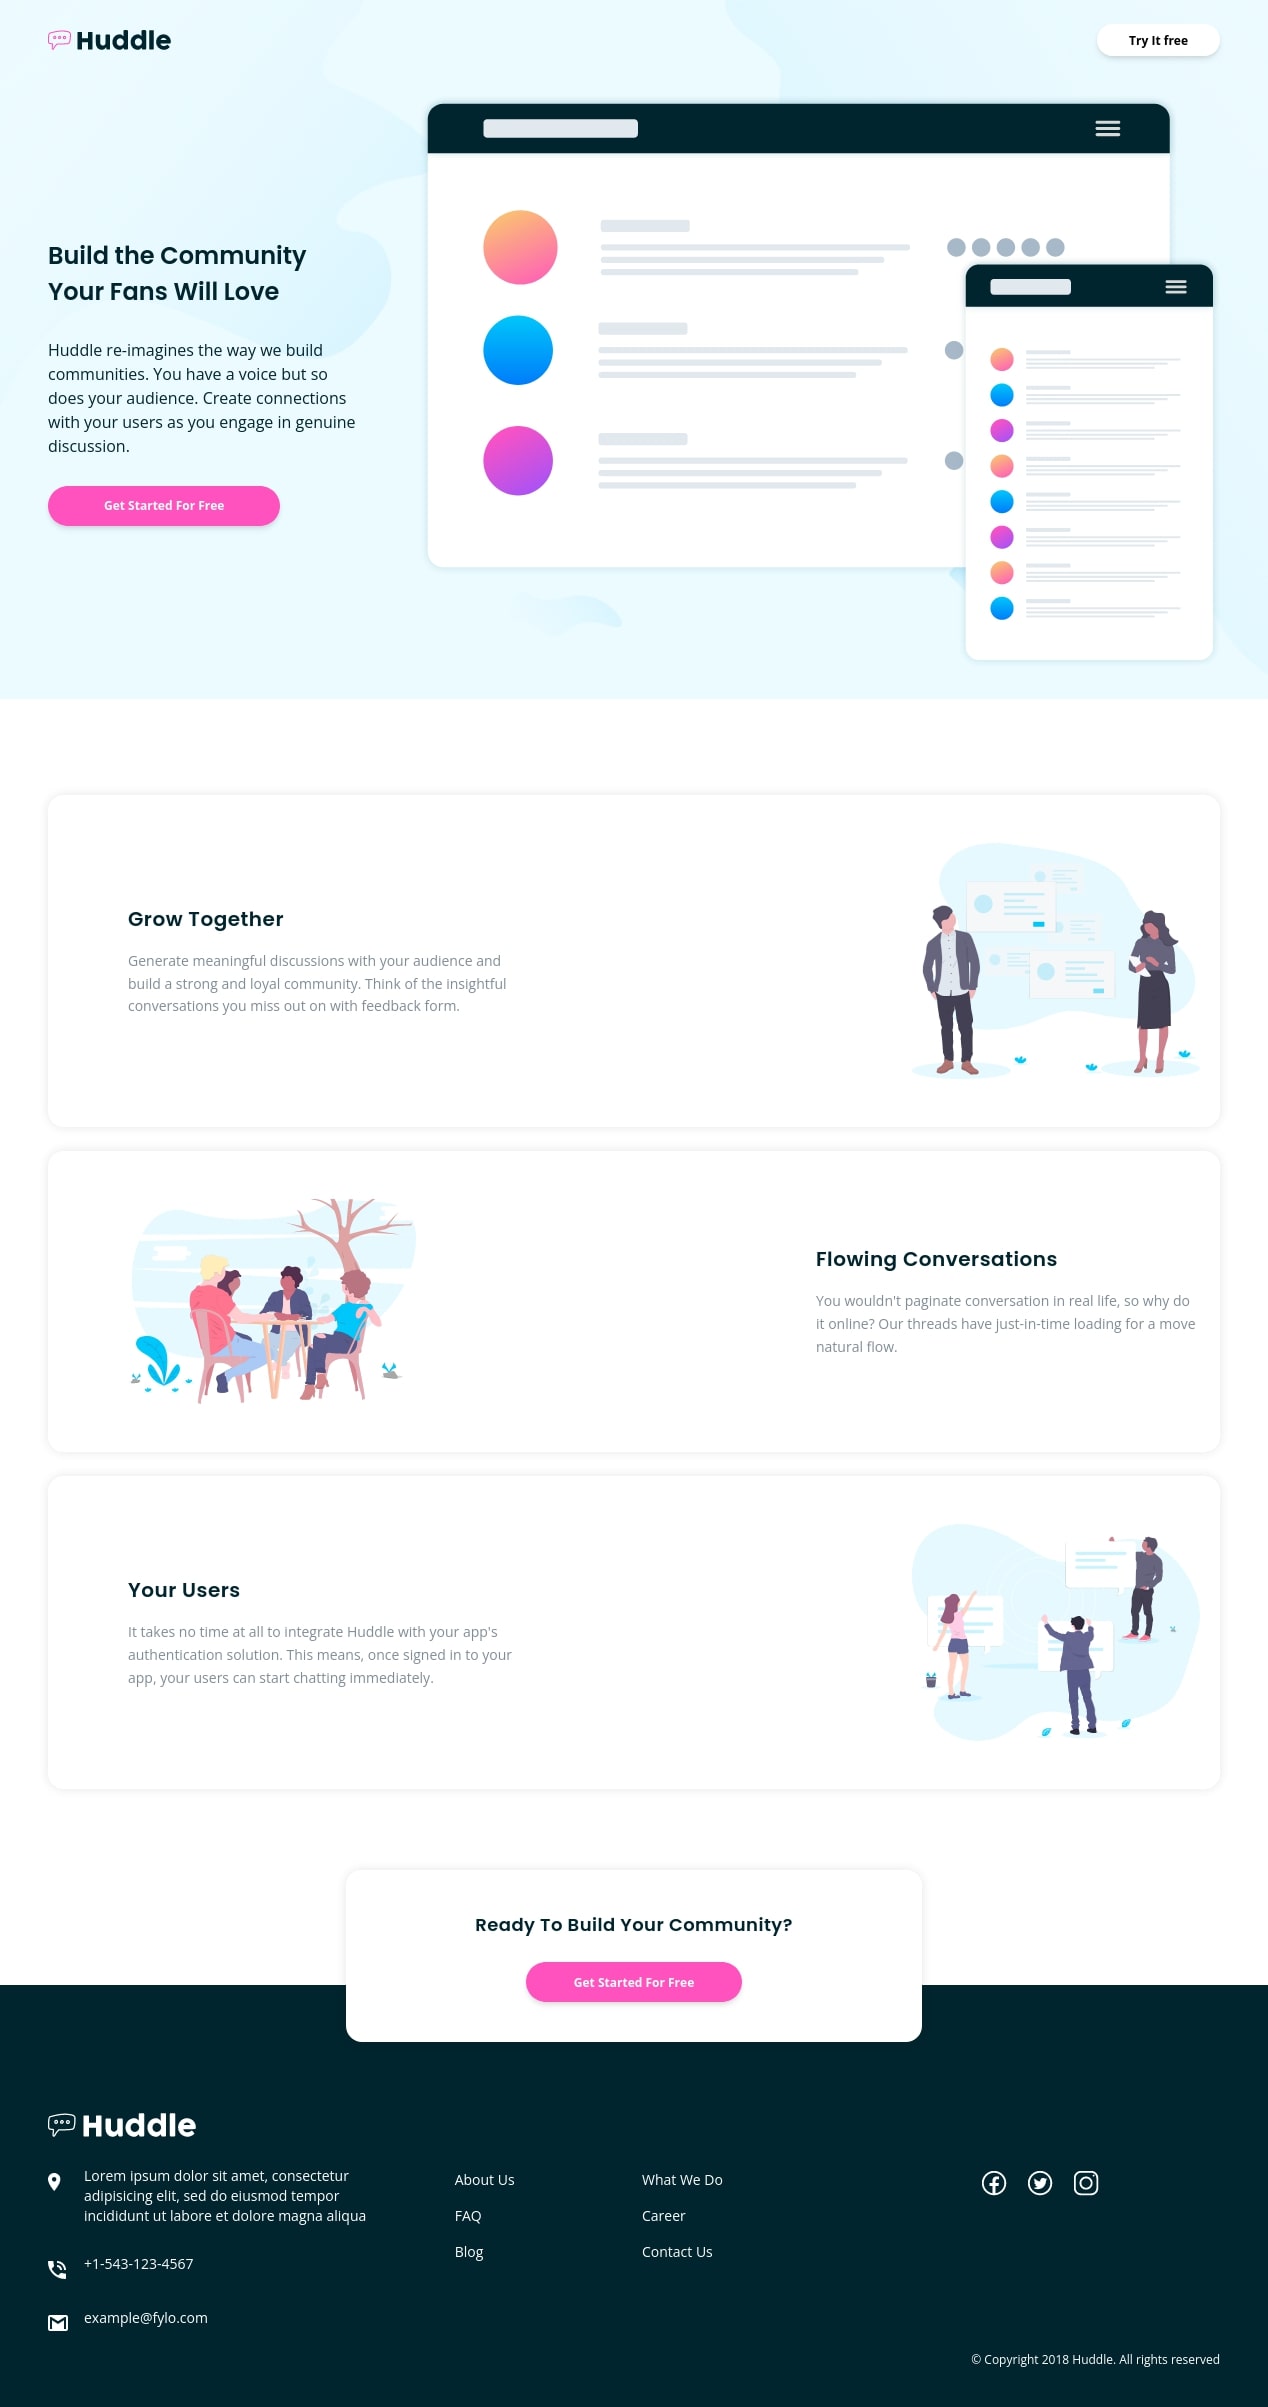 Huddle
Try It free
Build the Community
Your Fans Will Love
Huddle re-imagines the way we build
communities. You have a voice but so
does your audience. Create connections
with your users as you engage in genuine
discussion.
Get Started For Free
Grow Together
Generate meaningful discussions with your audience and
build a strong and loyal community. Think of the insightful
conversations you miss out on with feedback form.
Flowing Conversations
You wouldn't paginate conversation in real life, so why do
it online? Our threads have just-in-time loading for a move
natural flow.
Your Users
It takes no time at all to integrate Huddle with your app's
authentication solution. This means, once signed in to your
app, your users can start chatting immediately.
Ready To Build Your Community?
Get Started For Free
Huddle
Lorem ipsum dolor sit amet, consectetur
adipisicing elit, sed do eiusmod tempor
incididunt ut labore et dolore magna aliqua
+1-543-123-4567
example@fylo.com
About Us
FAQ
Blog
What We Do
Career
Contact Us
© Copyright 2018 Huddle. All rights reserved